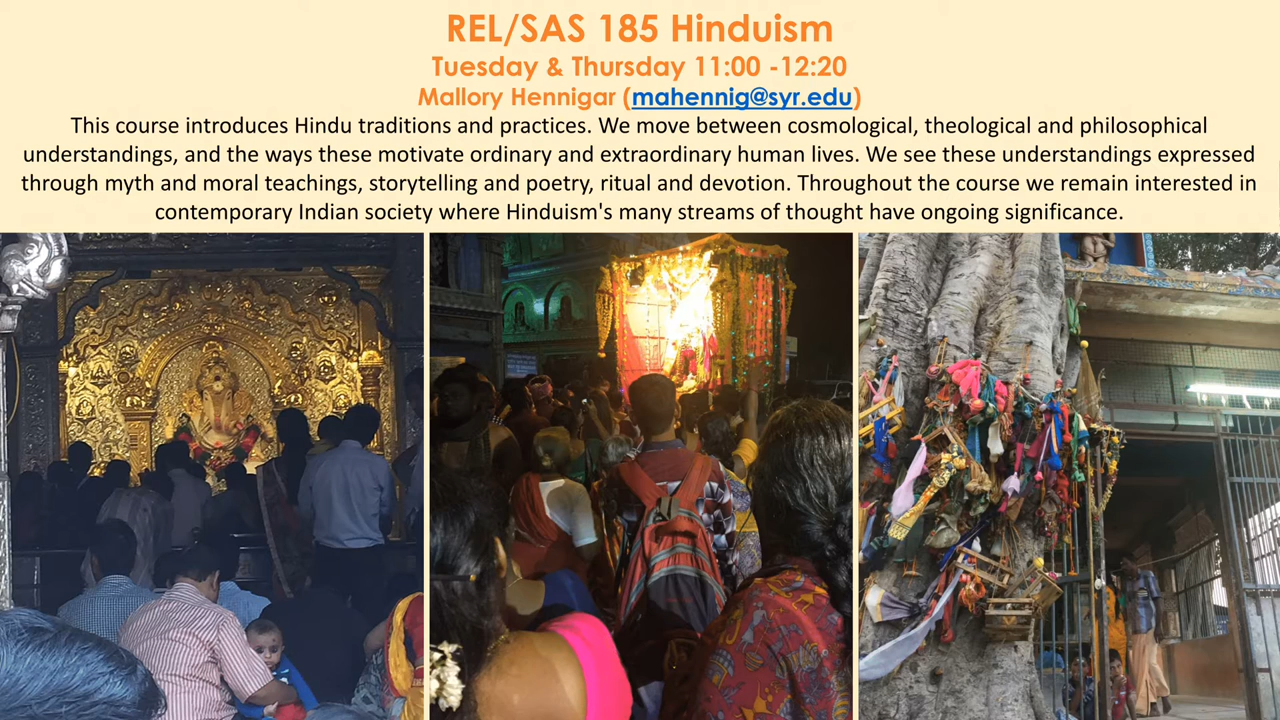 REL/SAS 185 Hinduism
Tuesday & Thursday 11:00 -12:20
Mallory Hennigar (mahennig@syr.edu)
This course introduces Hindu traditions and practices. We move between cosmological, theological and philosophical
understandings, and the ways these motivate ordinary and extraordinary human lives. We see these understandings expressed
through myth and moral teachings, storytelling and poetry, ritual and devotion. Throughout the course we remain interested in
contemporary Indian society where Hinduism's many streams of thought have ongoing significance.